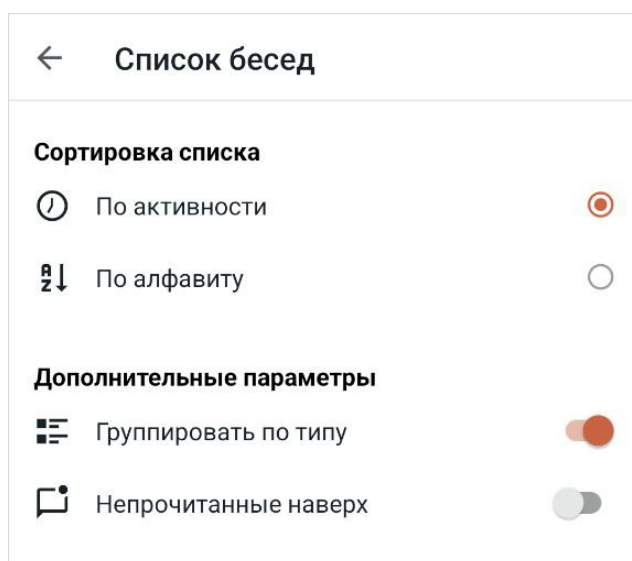 Список бесед
Сортировка списка
По активности
По алфавиту
Дополнительные параметры
Группировать по типу
Непрочитанные наверх